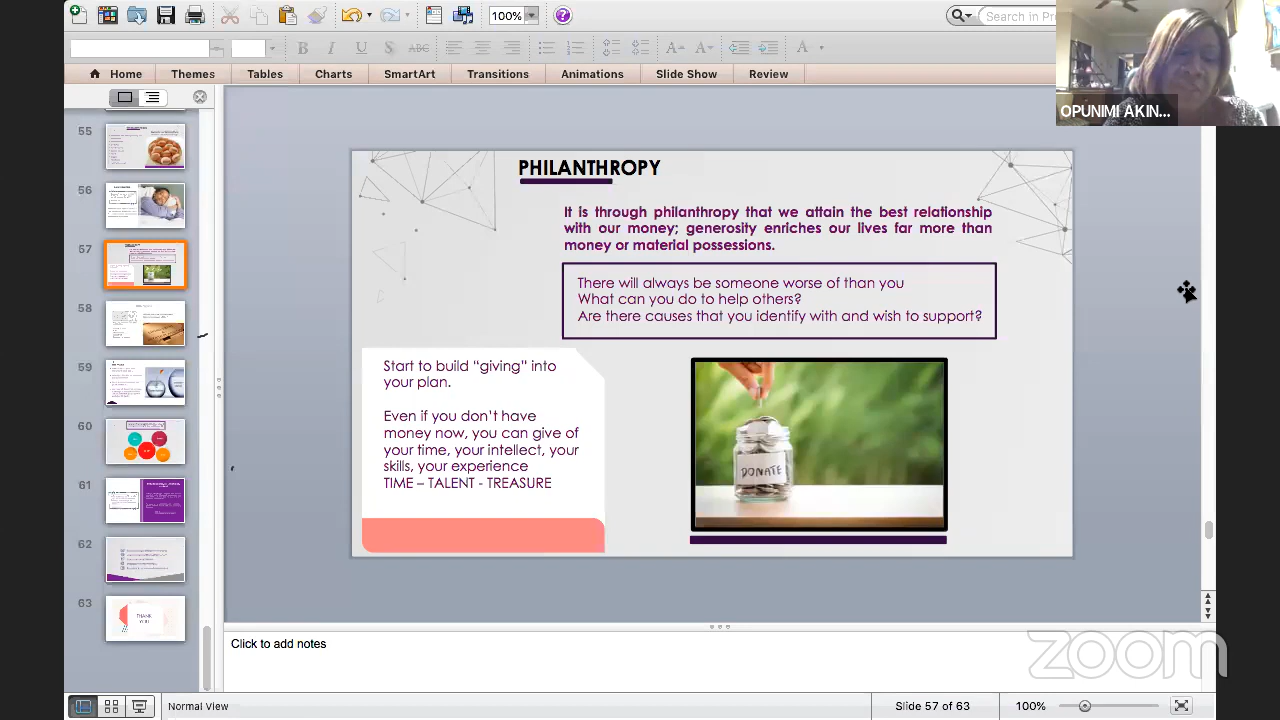 100%
Search in Pr
Home Themes Tables Charts SmartArt Transitions Animations Slide Show Review
OPUNIMI AKIN...
55
56
57
58
59
60
61
62
63
THANK
YOU
PHILANTHROPY
It is through philanthropy that we attain the best relationship
with our money; generosity enriches our lives far more than
money or material possessions.
There will always be someone worse of than you
What can you do to help others?
Are there causes that you identify with and wish to support?
Start to build “giving” into
your plan.
Even if you don’t have
money now, you can give of
your time, your intellect, your
skills, your experience
TIME – TALENT - TREASURE
DONATE
Click to add notes
zoom
Normal View
Slide 57 of 63
100%